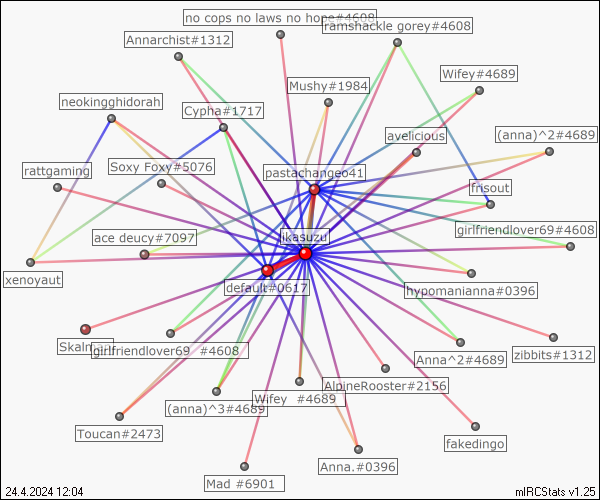 no cops no laws no hope#4608
ramshackle gorey#4608
Annarchist#1312
Wifey#4689
Mushy#1984
neokingghidorah
Cypha#1717
avelicious
(anna)^2#4689
rattgaming
Soxy Foxy#5076
pastachangeo41
frisout
ace deucy#7097
likasuzu
girlfriendlover69#4608
xenoyaut
default#0617
hypomanianna#0396
girlfriendlover69 #4608
Anna^2#4689
zibbits#1312
AlpineRooster#2156
(anna)^3#4689
Wifey #4689
Toucan#2473
fakedingo
Anna.#0396
Mad #6901
24.4.2024 12:04
mIRCStats v1.25